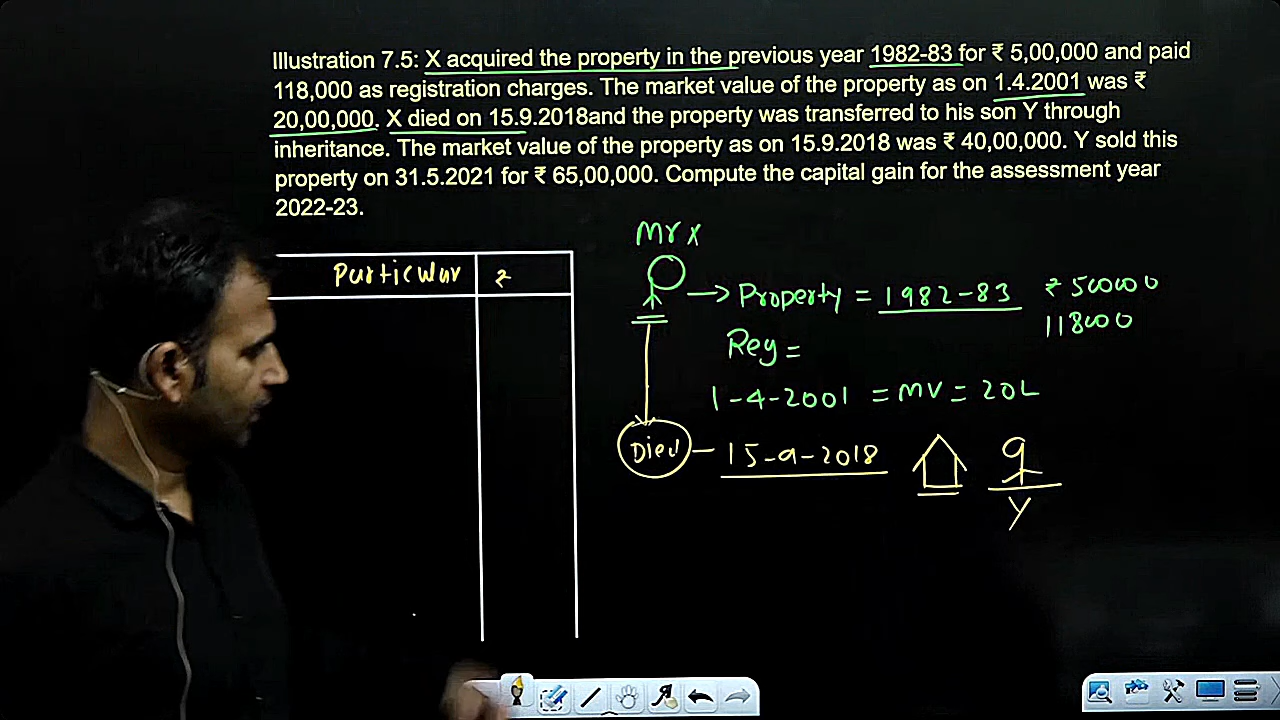 Illustration 7.5: X acquired the property in the previous year 1982-83 for ₹ 5,00,000 and paid
118,000 as registration charges. The market value of the property as on 1.4.2001 was ₹
20,00,000. X died on 15.9.2018and the property was transferred to his son Y through
inheritance. The market value of the property as on 15.9.2018 was ₹ 40,00,000. Y sold this
property on 31.5.2021 for ₹ 65,00,000. Compute the capital gain for the assessment year
2022-23.
Mr x
Particular ₹
Property = 1982-83 ₹ 500000
118000
Reg =
1-4-2001 = MV = 20L
Died - 15-9-2018
Y